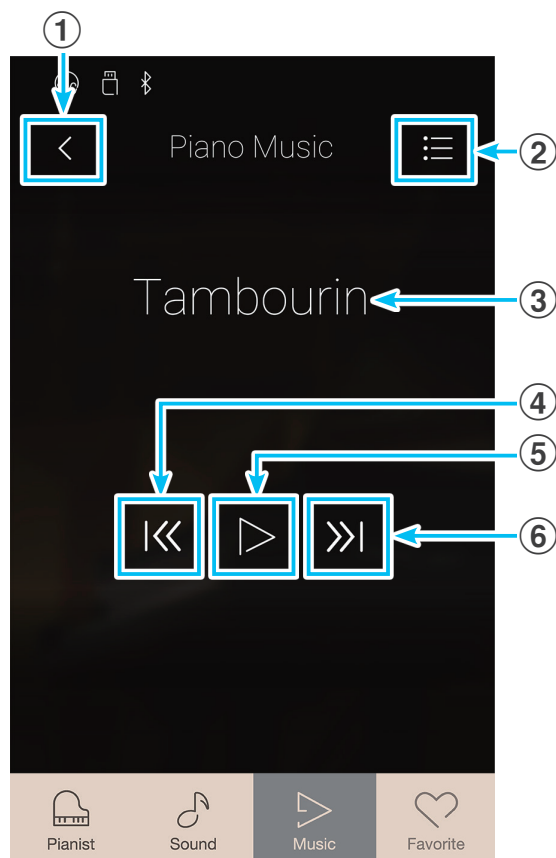 ①
Piano Music
②
Tambourin
③
④
⑤
⑥
Pianist Sound Music Favorite